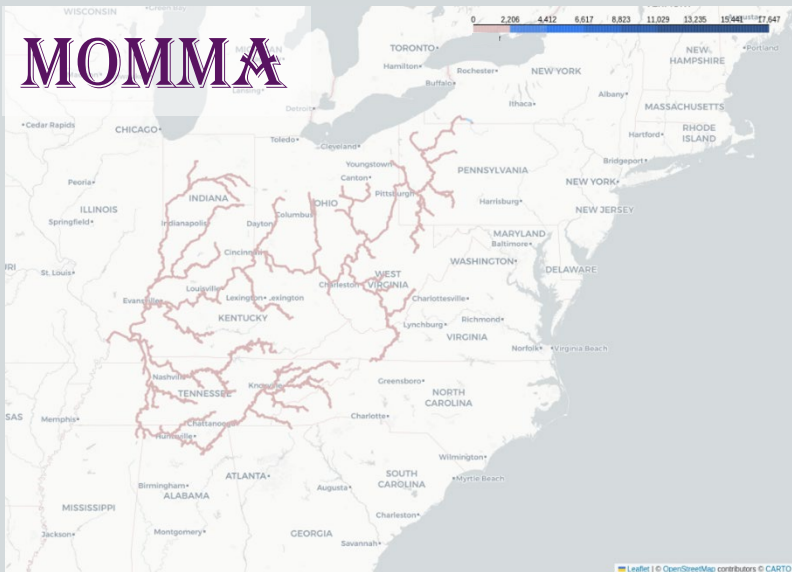 MOMMA
0 2,206 4,412 6,617 8,823 11,029 13,235 15,441 17,647
WISCONSIN
TORONTO
Portland
Hamilton
Rochester
NEW YORK
NEW HAMPSHIRE
Buffalo
Lansing
Detroit
Ithaca
Albany
MASSACHUSETTS
Cedar Rapids
CHICAGO
Toledo
Cleveland
Hartford
RHODE ISLAND
Youngstown
Bridgeport
Peoria
Canton
PENNSYLVANIA
NEW YORK
INDIANA
OHIO
Pittsburgh
Harrisburg
ILLINOIS
Columbus
NEW JERSEY
Springfield
Indianapolis
Dayton
MARYLAND
Baltimore
Cincinnati
WASHINGTON
DELAWARE
St. Louis
WEST VIRGINIA
Louisville
Charleston
Evansville
Lexington
Lexington
Charlottesville
KENTUCKY
Richmond
Lynchburg
VIRGINIA
Norfolk
Virginia Beach
Nashville
Greensboro
TENNESSEE
NORTH CAROLINA
Memphis
Charlotte
Chattanooga
Huntsville
Wilmington
ATLANTA
SOUTH CAROLINA
Myrtle Beach
Birmingham
Augusta
ALABAMA
MISSISSIPPI
Charleston
Jackson
Montgomery
GEORGIA
Savannah
Leaflet | © OpenStreetMap contributors © CARTO